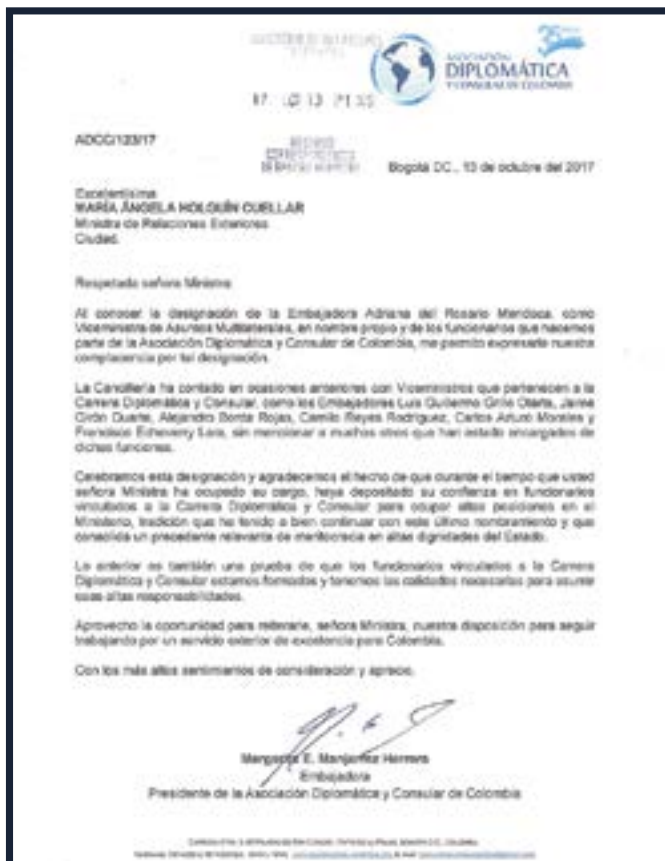 35
ASOCIACIÓN
DIPLOMÁTICA
Y CONSULAR DE COLOMBIA
ADCC/123/17
Bogotá DC., 13 de octubre del 2017
Excelentísima
MARÍA ÁNGELA HOLGUÍN CUELLAR
Ministra de Relaciones Exteriores
Ciudad.
Respetada señora Ministra
Al conocer la designación de la Embajadora Adriana del Rosario Mendoza, como
Viceministra de Asuntos Multilaterales, en nombre propio y de los funcionarios que hacemos
parte de la Asociación Diplomática y Consular de Colombia, me permito expresarle nuestra
complacencia por tal designación.
La Cancillería ha contado en ocasiones anteriores con Viceministros que pertenecen a la
Carrera Diplomática y Consular, como los Embajadores Luis Guillermo Grillo Olarte, Jaime
Girón Duarte, Alejandro Borda Rojas, Camilo Reyes Rodríguez, Carlos Arturo Morales y
Francisco Echeverry Lara, sin mencionar a muchos otros que han estado encargados de
dichas funciones.
Celebramos esta designación y agradecemos el hecho de que durante el tiempo que usted
señora Ministra ha ocupado su cargo, haya depositado su confianza en funcionarios
vinculados a la Carrera Diplomática y Consular para ocupar altas posiciones en el
Ministerio, tradición que ha tenido a bien continuar con este último nombramiento y que
consolida un precedente relevante de meritocracia en altas dignidades del Estado.
Lo anterior es también una prueba de que los funcionarios vinculados a la Carrera
Diplomática y Consular estamos formados y tenemos las calidades necesarias para asumir
esas altas responsabilidades.
Aprovecho la oportunidad para reiterarle, señora Ministra, nuestra disposición para seguir
trabajando por un servicio exterior de excelencia para Colombia.
Con los más altos sentimientos de consideración y aprecio,
Margarita E. Manjarrez Herrera
Embajadora
Presidente de la Asociación Diplomática y Consular de Colombia